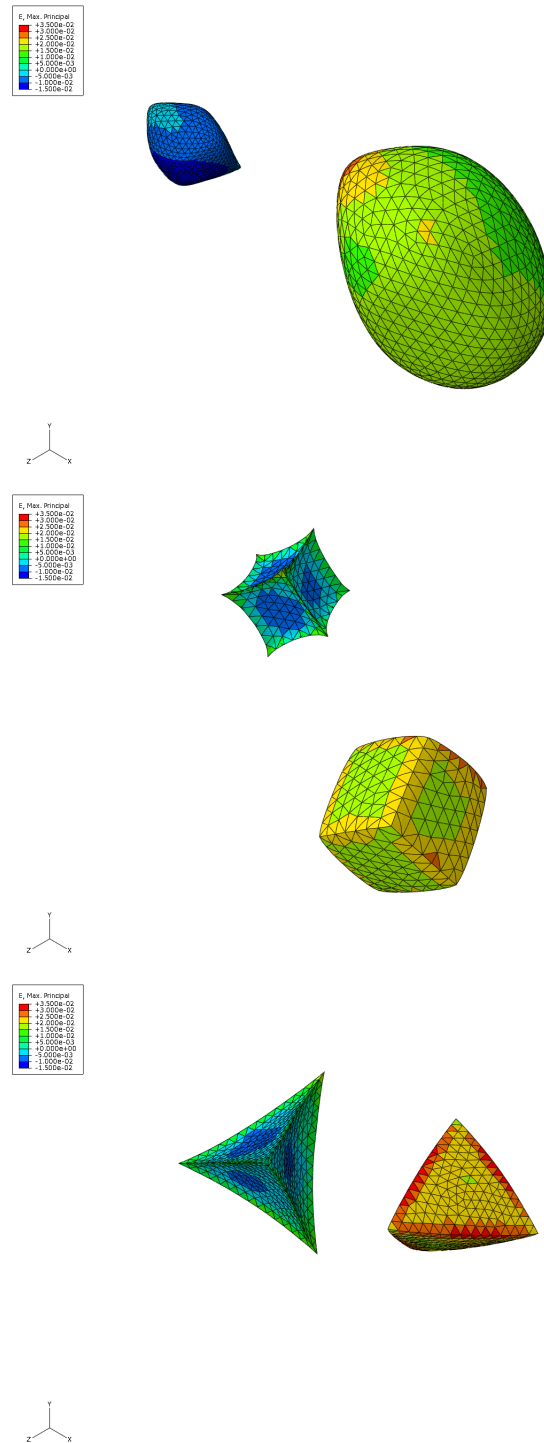 E, Max. Principal
+3.500e-02
+3.000e-02
+2.500e-02
+2.000e-02
+1.500e-02
+1.000e-02
+5.000e-03
+0.000e+00
-5.000e-03
-1.000e-02
-1.500e-02
Y
Z X
E, Max. Principal
+3.500e-02
+3.000e-02
+2.500e-02
+2.000e-02
+1.500e-02
+1.000e-02
+5.000e-03
+0.000e+00
-5.000e-03
-1.000e-02
-1.500e-02
Y
Z X
E, Max. Principal
+3.500e-02
+3.000e-02
+2.500e-02
+2.000e-02
+1.500e-02
+1.000e-02
+5.000e-03
+0.000e+00
-5.000e-03
-1.000e-02
-1.500e-02
Y
Z X